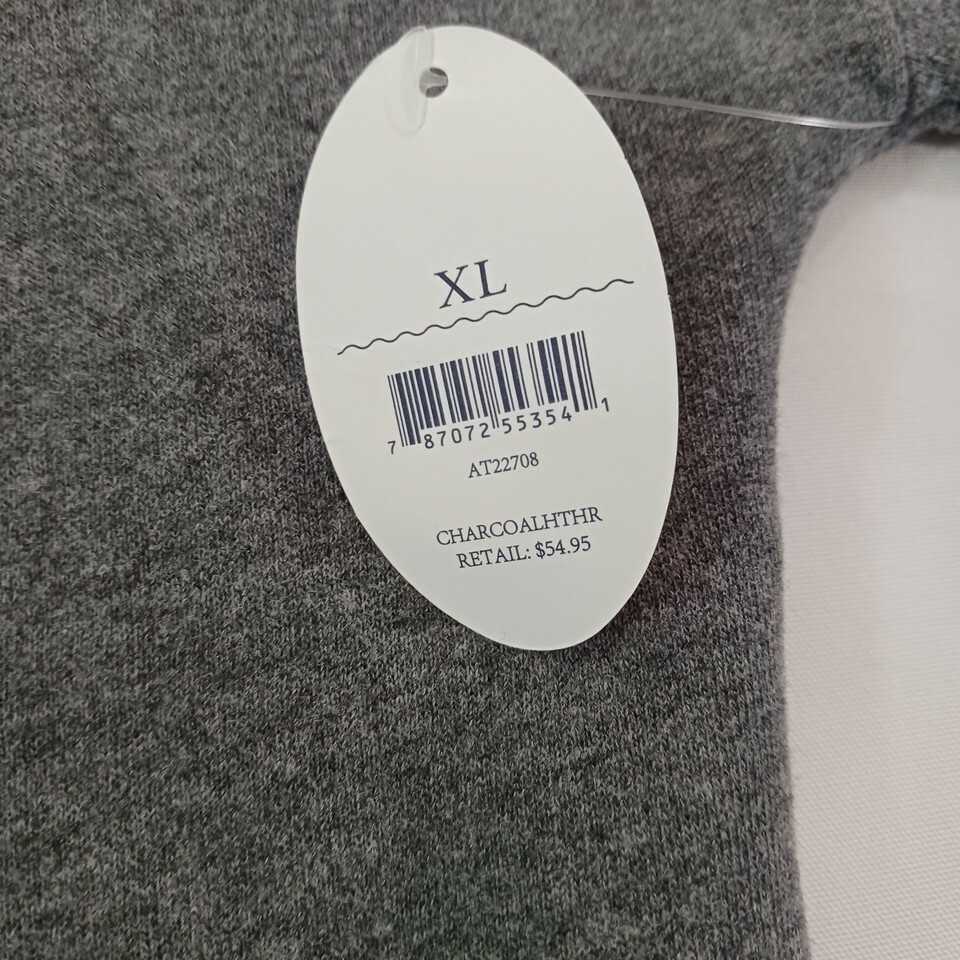 XL
7 87072 55354 1
AT22708
CHARCOALHTHR
RETAIL: $54.95